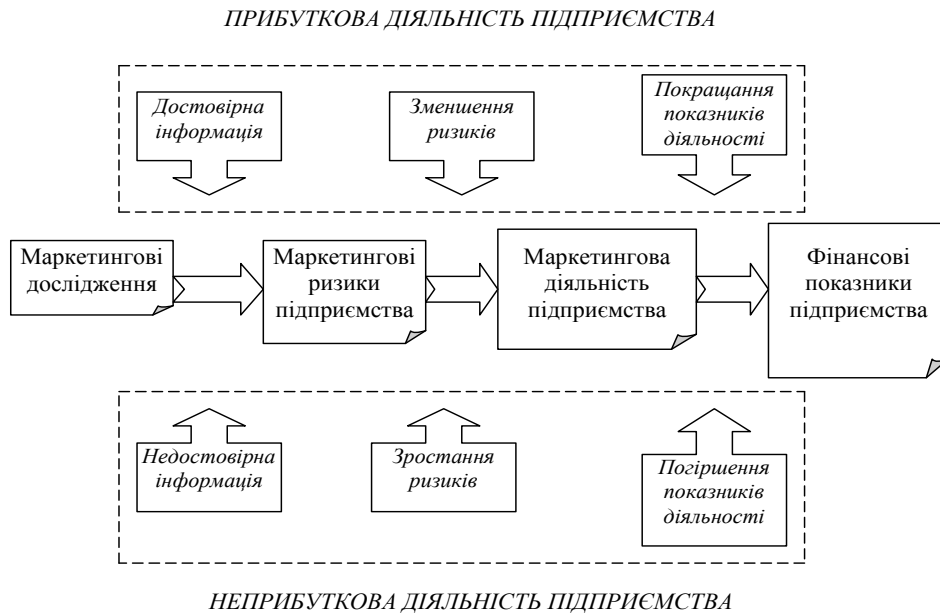 ПРИБУТКОВА ДІЯЛЬНІСТЬ ПІДПРИЄМСТВА
Достовірна
інформація
Зменшення
ризиків
Покращання
показників
діяльності
Маркетингові
дослідження
Маркетингові
ризики
підприємства
Маркетингова
діяльність
підприємства
Фінансові
показники
підприємства
Недостовірна
інформація
Зростання
ризиків
Погіршення
показників
діяльності
НЕПРИБУТКОВА ДІЯЛЬНІСТЬ ПІДПРИЄМСТВА